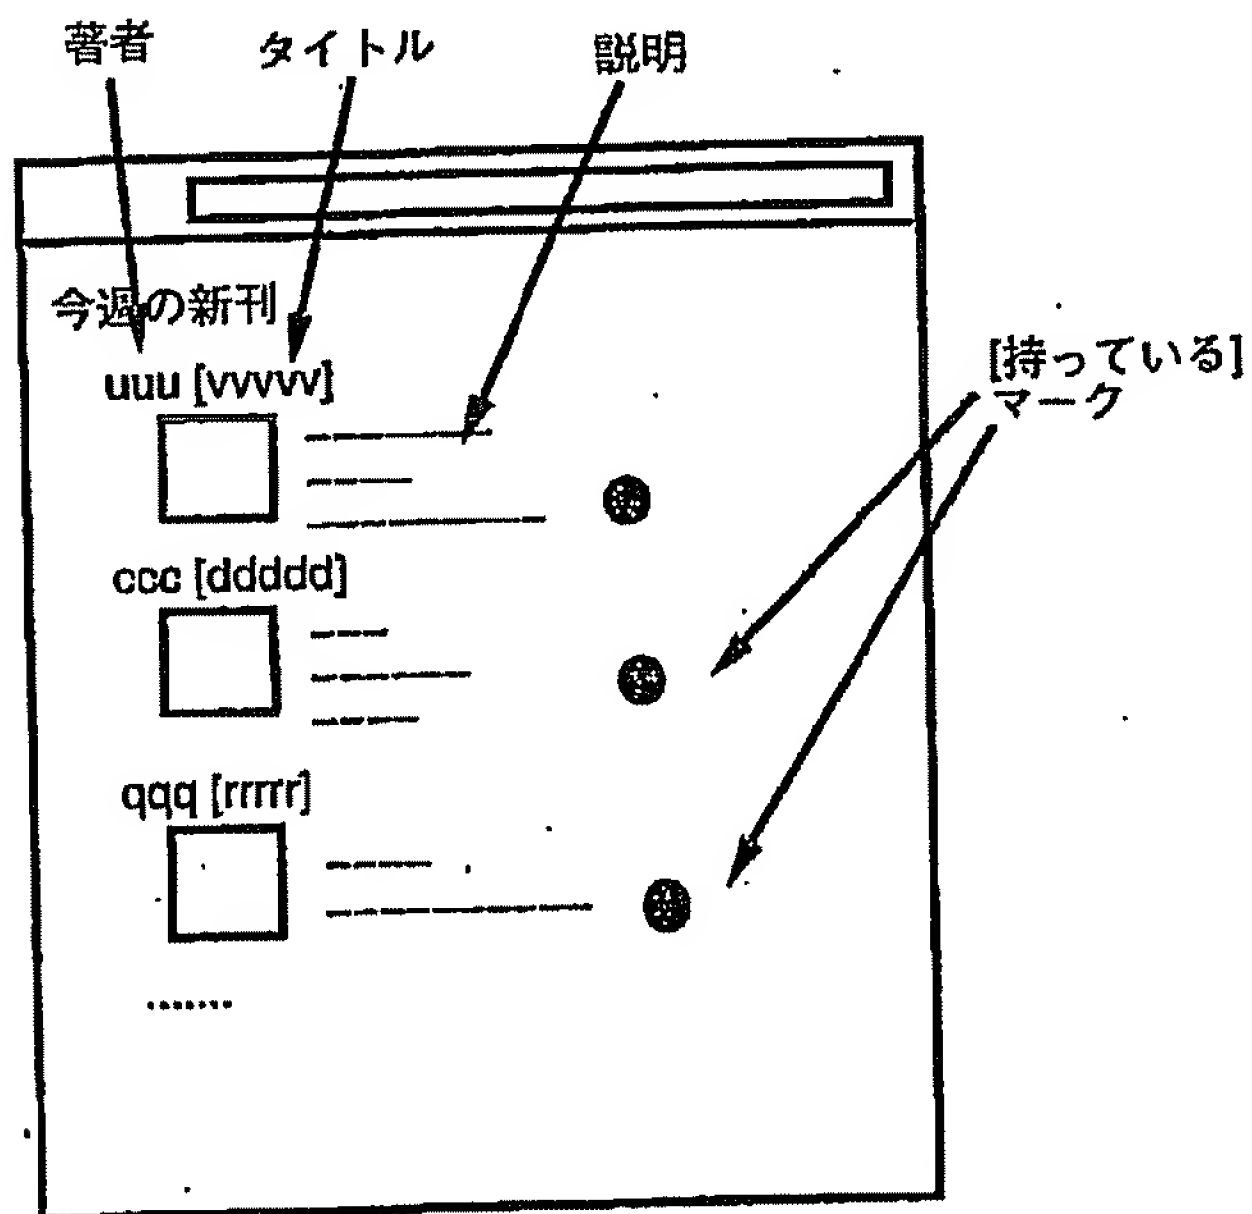 著者 タイトル 説明
今週の新刊
uuu [vvvvv]
[持っている]
マーク
ccc [ddddd]
qqq [rrrrr]
.......